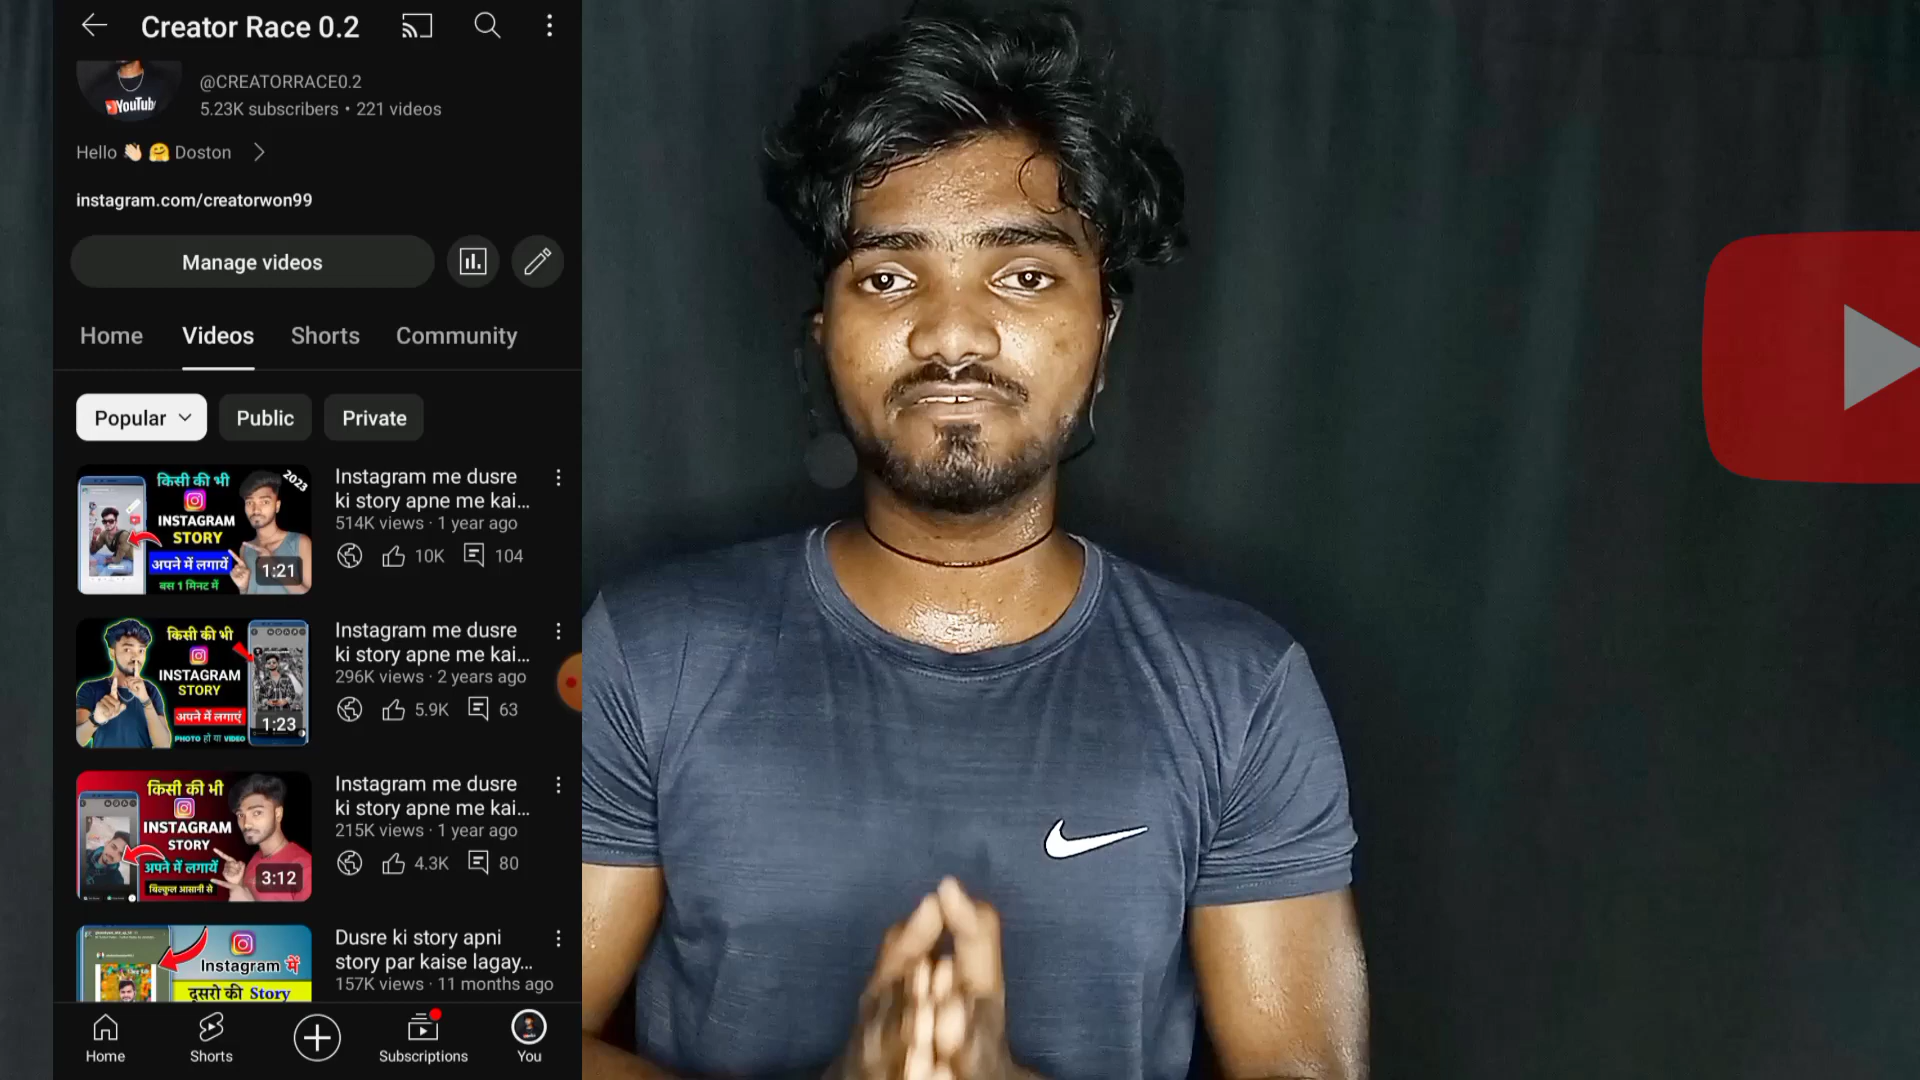 Creator Race 0.2
YouTub
@CREATORRACE0.2
5.23K subscribers • 221 videos
Hello 👋🏻 🤗 Doston
instagram.com/creatorwon99
Manage videos
Home Videos Shorts Community
Popular Public Private
किसी की भी
2023
INSTAGRAM
STORY
अपने में लगायें
बस 1 मिनट में
1:21
Instagram me dusre
ki story apne me kai...
514K views · 1 year ago
10K 104
किसी की भी
INSTAGRAM
STORY
अपने में लगाएं
PHOTO हो या VIDEO
1:23
Instagram me dusre
ki story apne me kai...
296K views · 2 years ago
5.9K 63
किसी की भी
INSTAGRAM
STORY
अपने में लगायें
बिल्कुल आसानी से
3:12
Instagram me dusre
ki story apne me kai...
215K views · 1 year ago
4.3K 80
Instagram में
दूसरो की Story
Dusre ki story apni
story par kaise lagay...
157K views · 11 months ago
Home Shorts Subscriptions You